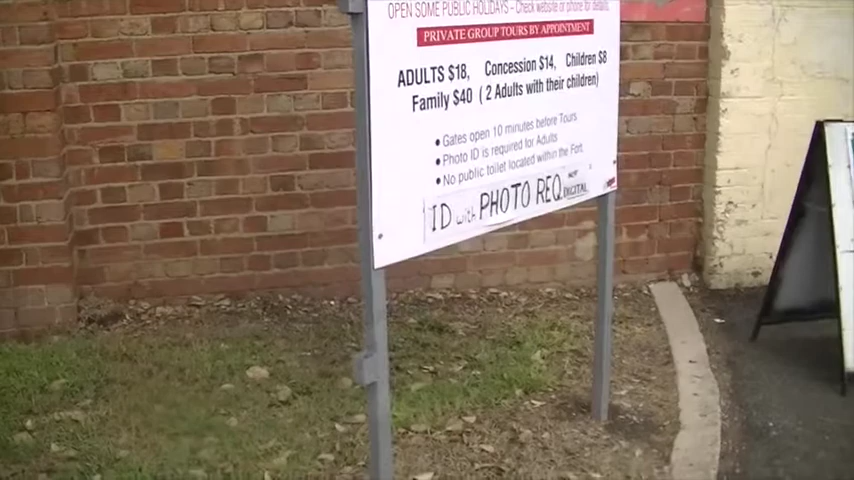 OPEN SOME PUBLIC HOLIDAYS - Check website or phone for details
PRIVATE GROUP TOURS BY APPOINTMENT
ADULTS $18, Concession $14, Children $8
Family $40 ( 2 Adults with their children)
• Gates open 10 minutes before Tours
• Photo ID is required for all Adults
• No public toilet located within the Fort.
ID with PHOTO REQ. NOT DIGITAL